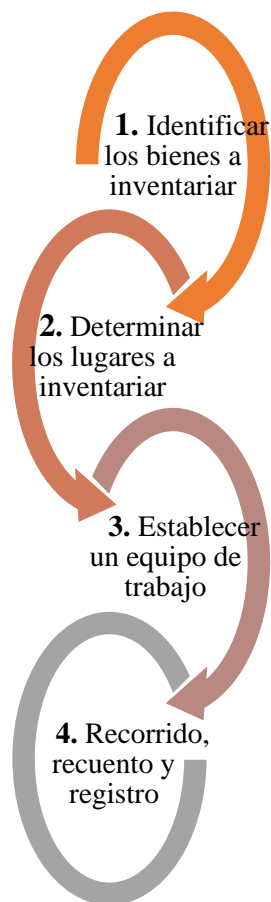 1. Identificar
los bienes a
inventariar
2. Determinar
los lugares a
inventariar
3. Establecer
un equipo de
trabajo
4. Recorrido,
recuento y
registro